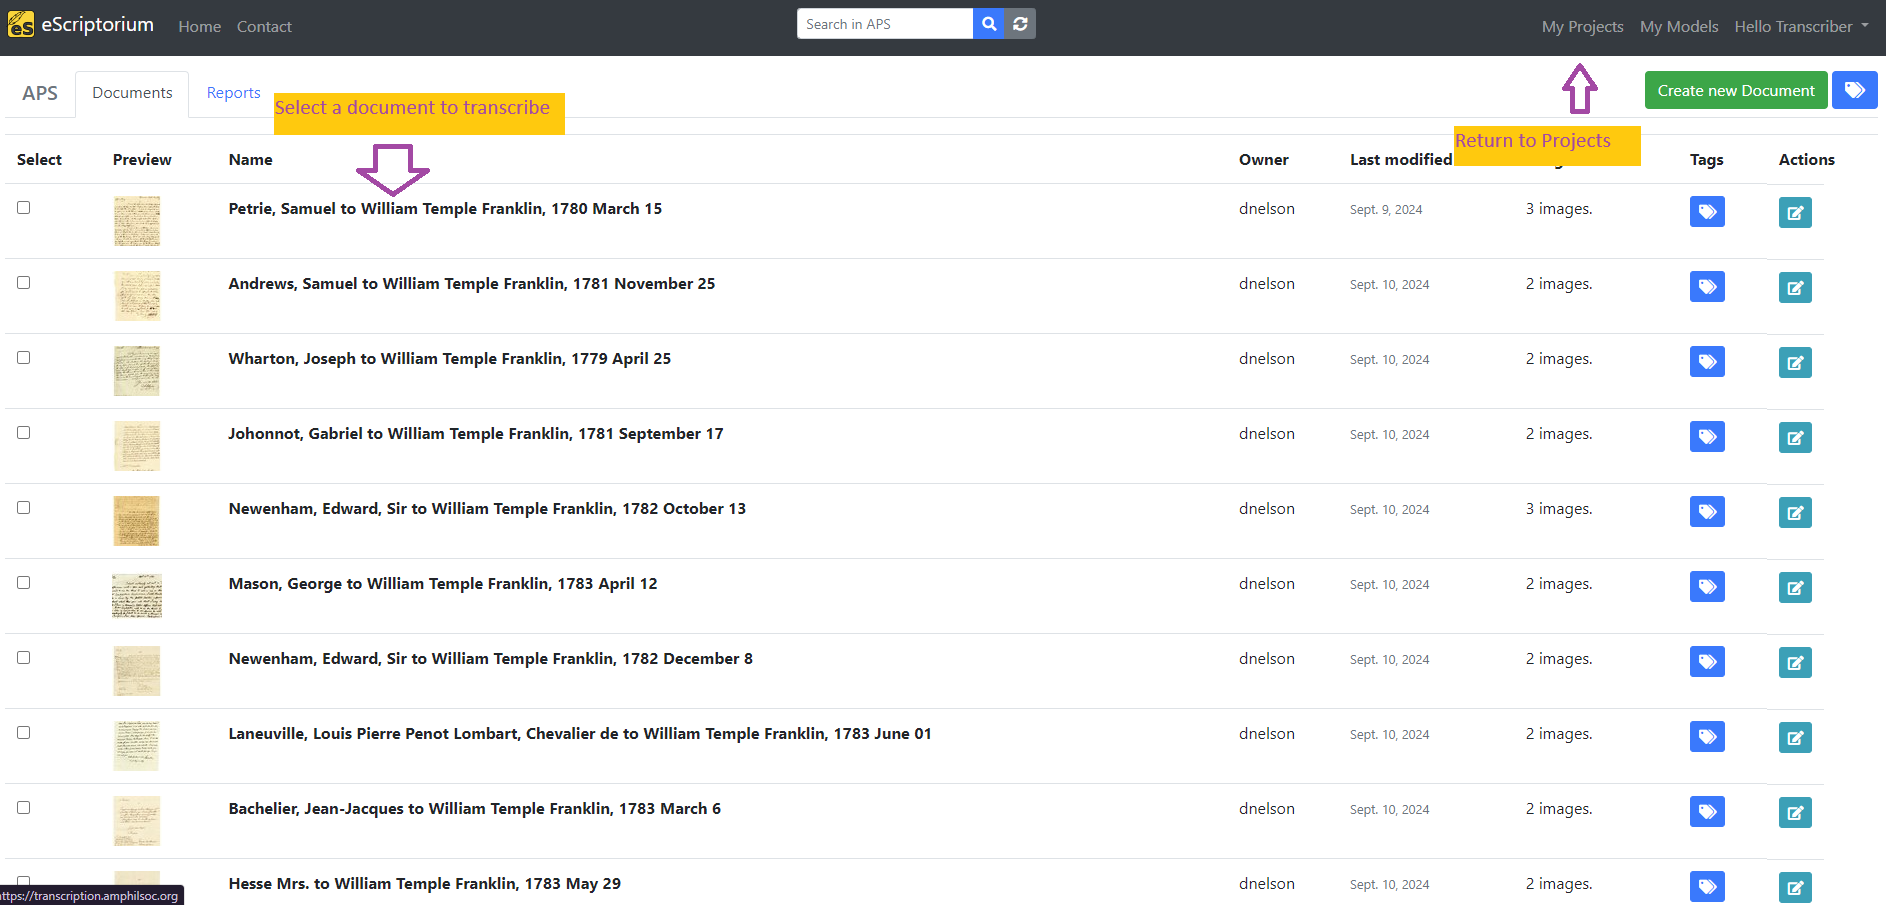 eS eScriptorium Home Contact Search in APS My Projects My Models Hello Transcriber
APS Documents Reports Create new Document
Select a document to transcribe
Return to Projects
Select Preview Name Owner Last modified Tags Actions
Petrie, Samuel to William Temple Franklin, 1780 March 15 dnelson Sept. 9, 2024 3 images.
Andrews, Samuel to William Temple Franklin, 1781 November 25 dnelson Sept. 10, 2024 2 images.
Wharton, Joseph to William Temple Franklin, 1779 April 25 dnelson Sept. 10, 2024 2 images.
Johonnot, Gabriel to William Temple Franklin, 1781 September 17 dnelson Sept. 10, 2024 2 images.
Newenham, Edward, Sir to William Temple Franklin, 1782 October 13 dnelson Sept. 10, 2024 3 images.
Mason, George to William Temple Franklin, 1783 April 12 dnelson Sept. 10, 2024 2 images.
Newenham, Edward, Sir to William Temple Franklin, 1782 December 8 dnelson Sept. 10, 2024 2 images.
Laneuville, Louis Pierre Penot Lombart, Chevalier de to William Temple Franklin, 1783 June 01 dnelson Sept. 10, 2024 2 images.
Bachelier, Jean-Jacques to William Temple Franklin, 1783 March 6 dnelson Sept. 10, 2024 2 images.
Hesse Mrs. to William Temple Franklin, 1783 May 29 dnelson Sept. 10, 2024 2 images.
https://transcription.amphilsoc.org